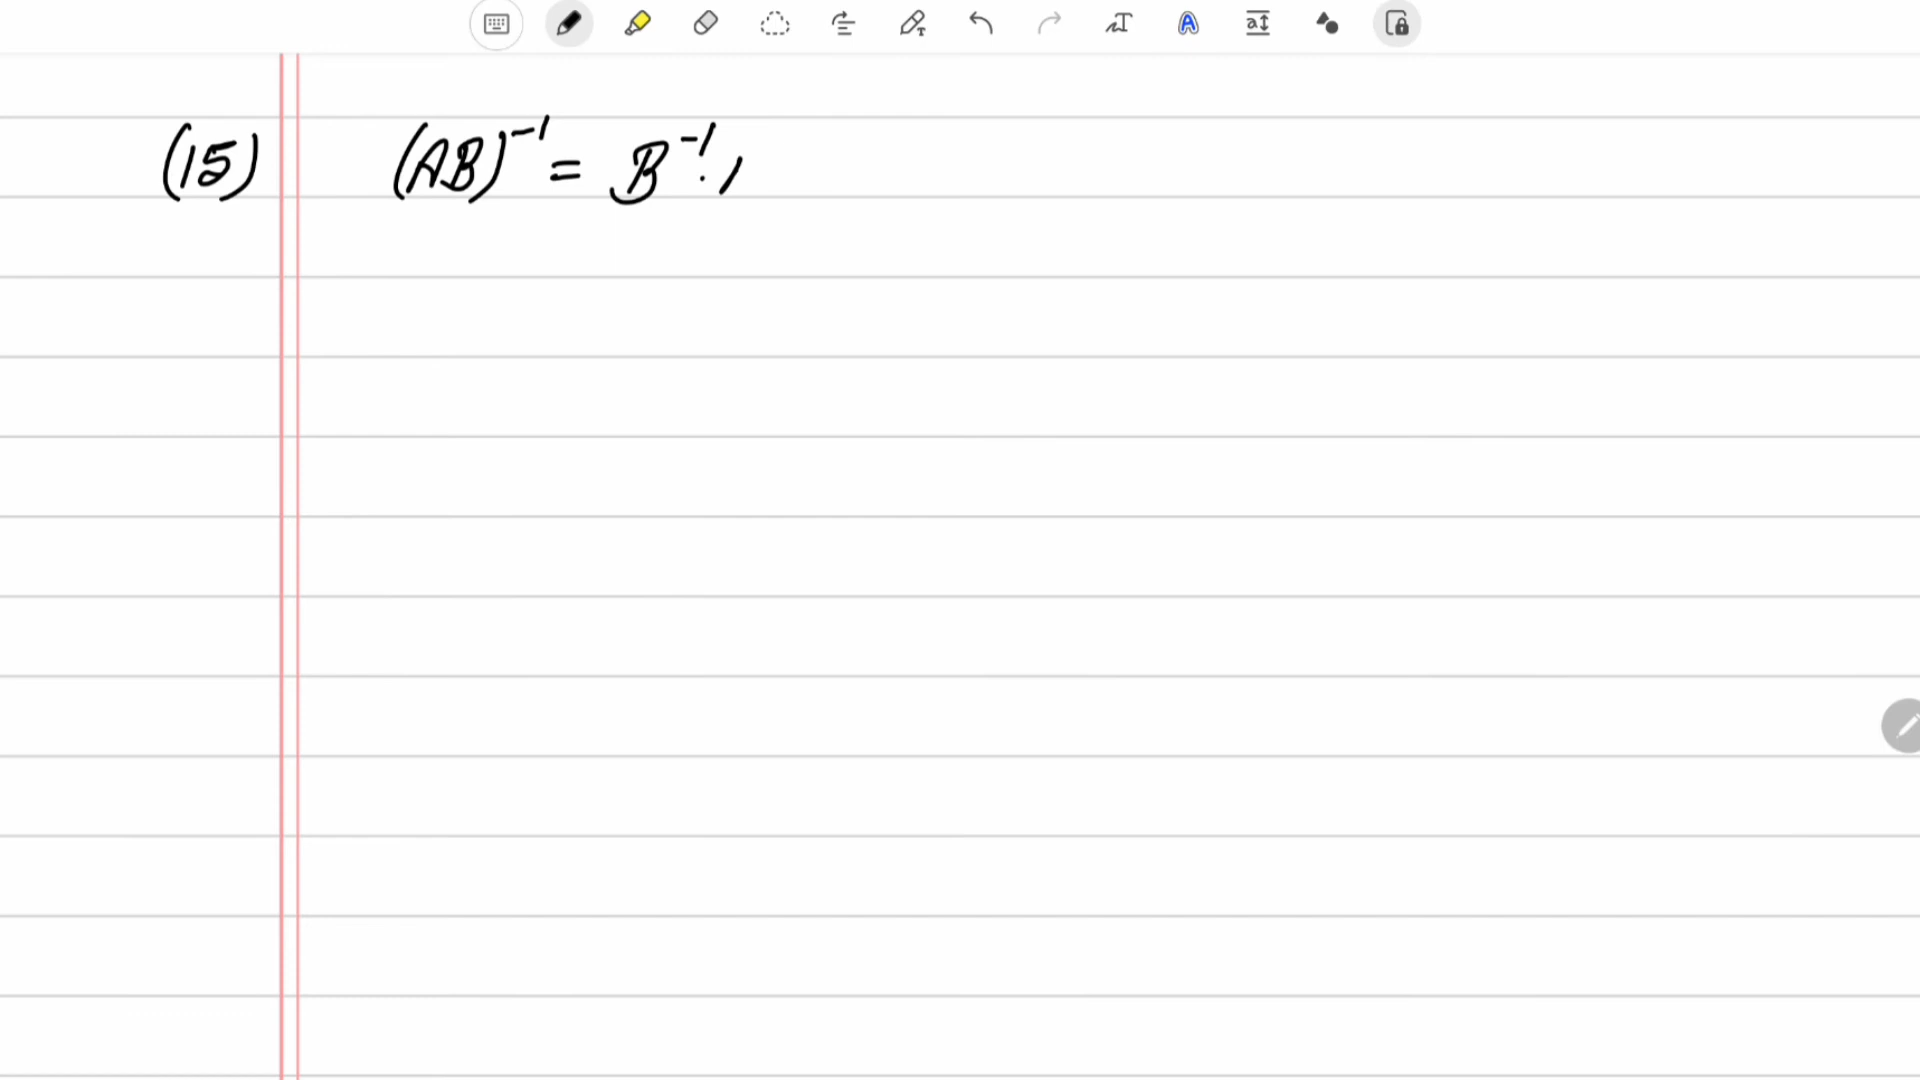 (15) (AB)⁻¹ = B⁻¹. /